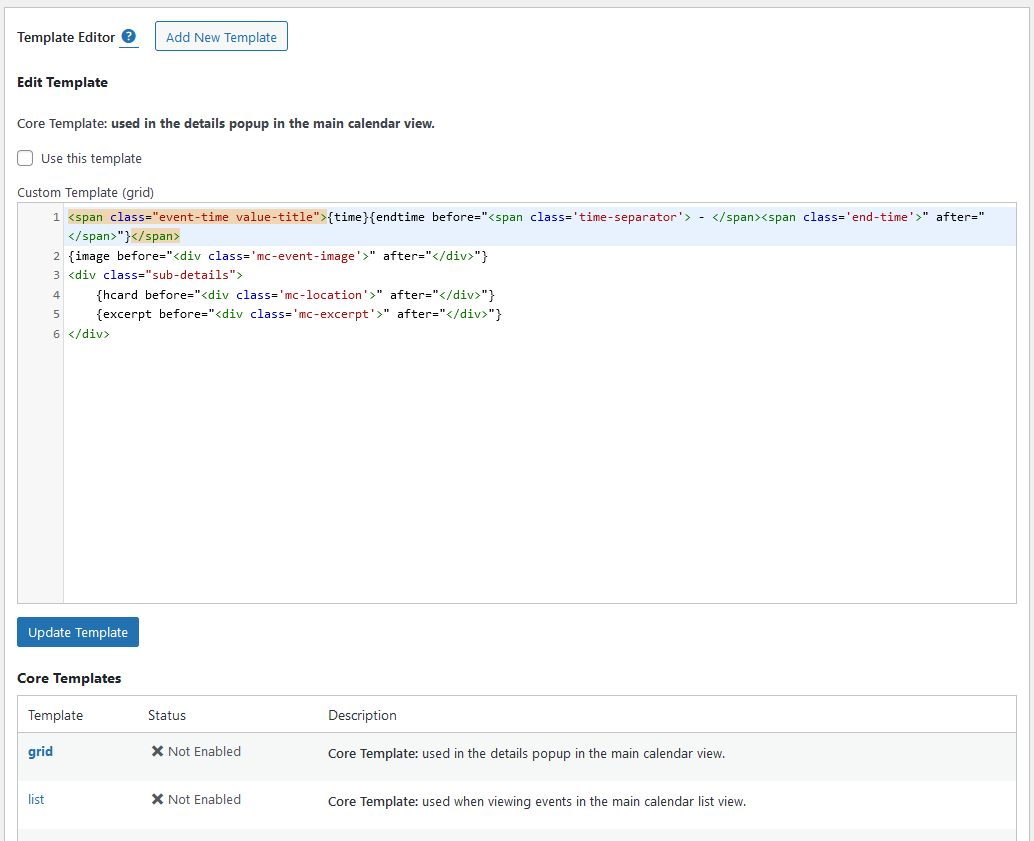 Template Editor ? Add New Template
Edit Template
Core Template: used in the details popup in the main calendar view.
Use this template
Custom Template (grid)
1 <span class="event-time value-title">{time}{endtime before="<span class='time-separator'> - </span><span class='end-time'>" after="
</span>"}</span>
2 {image before="<div class='mc-event-image'>" after="</div>"}
3 <div class="sub-details">
4     {hcard before="<div class='mc-location'>" after="</div>"}
5     {excerpt before="<div class='mc-excerpt'>" after="</div>"}
6 </div>
Update Template
Core Templates
Template Status Description
grid ✖ Not Enabled Core Template: used in the details popup in the main calendar view.
list ✖ Not Enabled Core Template: used when viewing events in the main calendar list view.